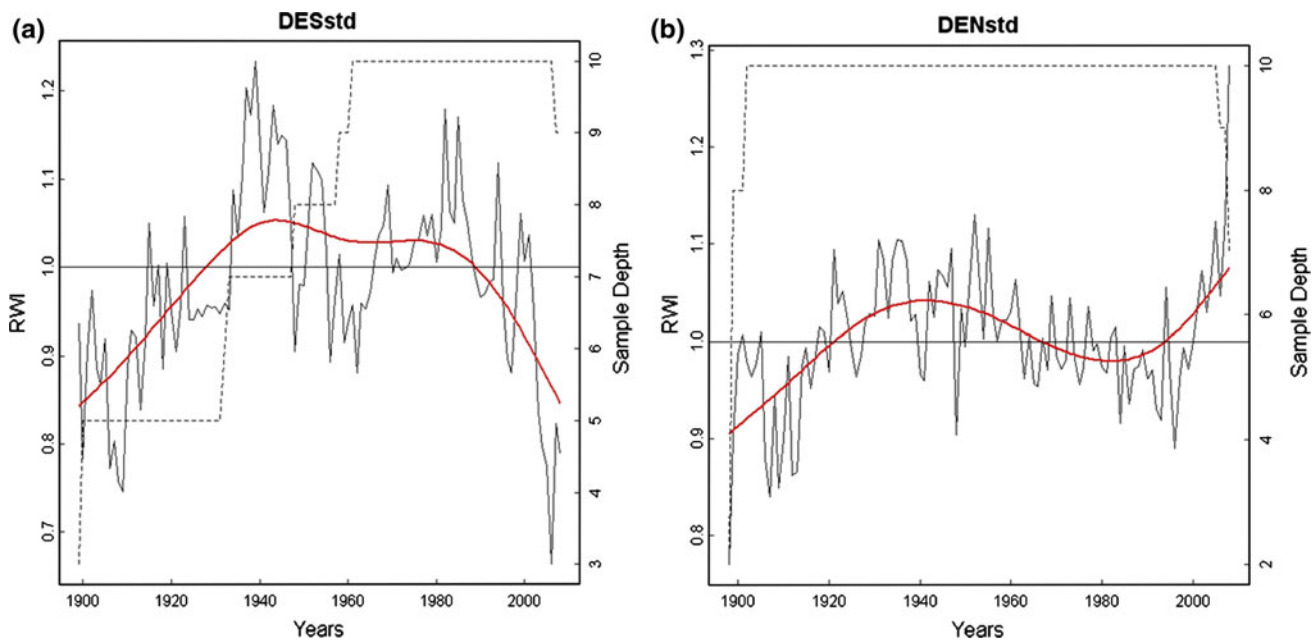 (a)
DESstd
RWI
0.7 0.8 0.9 1.0 1.1 1.2
1900 1920 1940 1960 1980 2000
Years
3 4 5 6 7 8 9 10
Sample Depth
(b)
DENstd
RWI
0.8 0.9 1.0 1.1 1.2 1.3
1900 1920 1940 1960 1980 2000
Years
2 4 6 8 10
Sample Depth